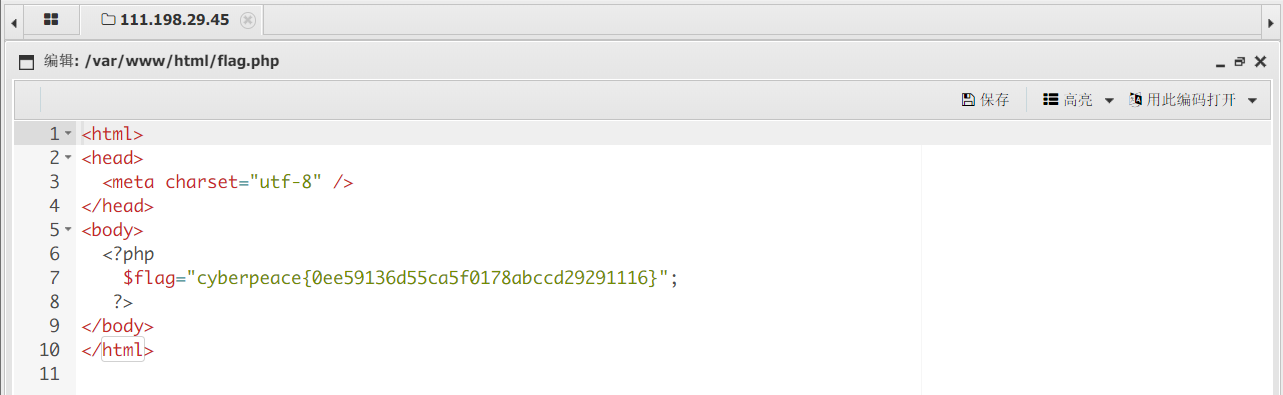 111.198.29.45
编辑: /var/www/html/flag.php
保存 高亮 用此编码打开
1 <html>
2 <head>
3 <meta charset="utf-8" />
4 </head>
5 <body>
6 <?php
7 $flag="cyberpeace{0ee59136d55ca5f0178abccd29291116}";
8 ?>
9 </body>
10 </html>
11